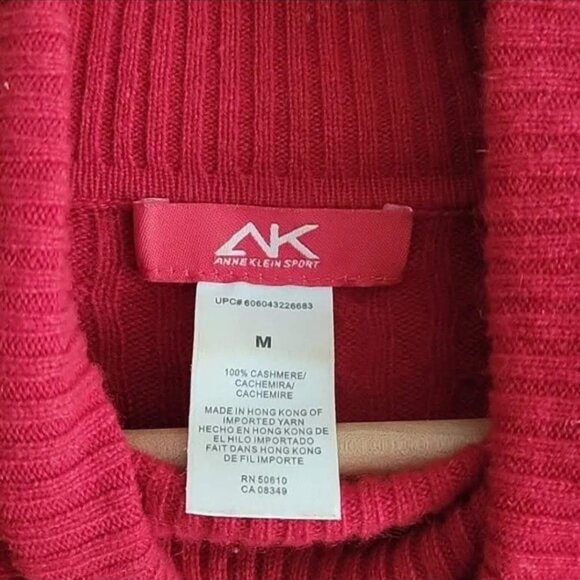 AK
ANNE KLEIN SPORT
UPC# 606043226683
M
100% CASHMERE/
CACHEMIRA/
CACHEMIRE
MADE IN HONG KONG OF
IMPORTED YARN
HECHO EN HONG KONG DE
EL HILO IMPORTADO
FAIT DANS HONG KONG
DE FIL IMPORTE
RN 50610
CA 08349